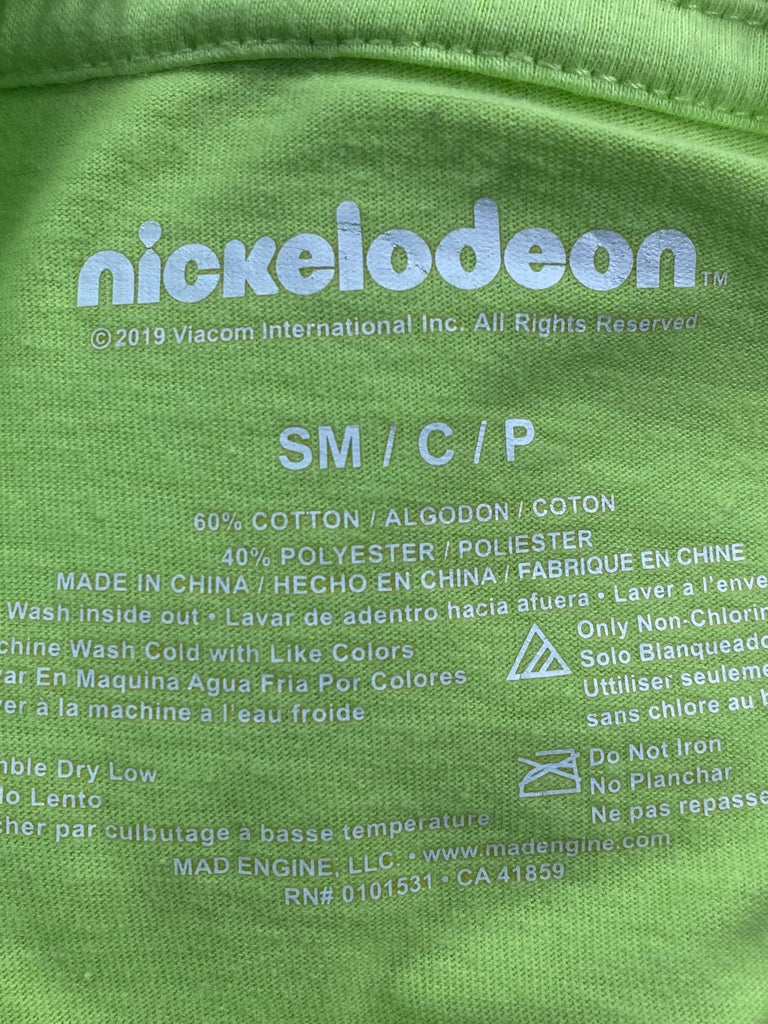 nickelodeon™
©2019 Viacom International Inc. All Rights Reserved.
SM / C / P
60% COTTON / ALGODON / COTON
40% POLYESTER / POLIESTER
MADE IN CHINA / HECHO EN CHINA / FABRIQUÉ EN CHINE
Wash inside out • Lavar de adentro hacia afuera • Laver à l'enve
chine Wash Cold with Like Colors
var En Maquina Agua Fria Por Colores
ver à la machine à l'eau froide
Only Non-Chlorin
Solo Blanqueado
Uttiliser seuleme
sans chlore au b
mble Dry Low
do Lento
cher par culbutage à basse température
Do Not Iron
No Planchar
Ne pas repasse
MAD ENGINE, LLC. • www.madengine.com
RN# 0101531 • CA 41859